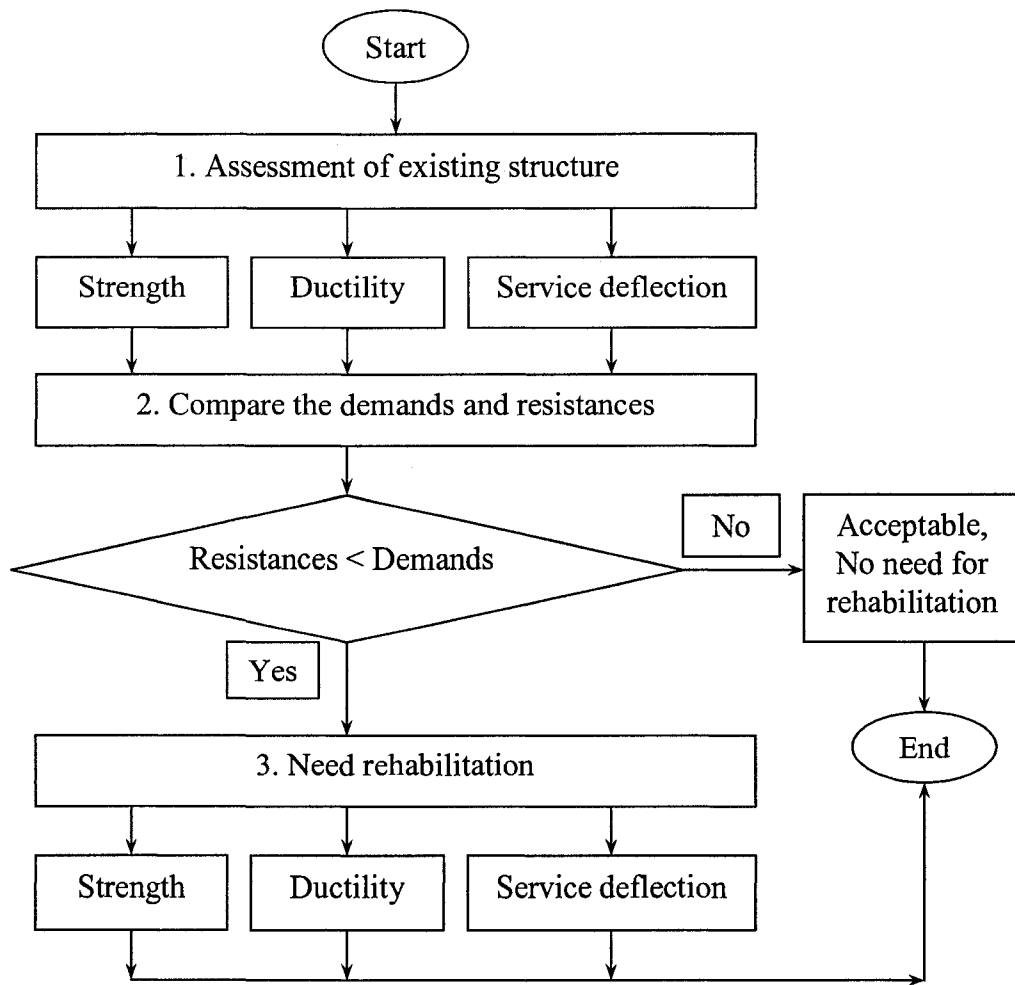 Start
1. Assessment of existing structure
Strength
Ductility
Service deflection
2. Compare the demands and resistances
Resistances < Demands
No
Acceptable,
No need for
rehabilitation
Yes
End
3. Need rehabilitation
Strength
Ductility
Service deflection